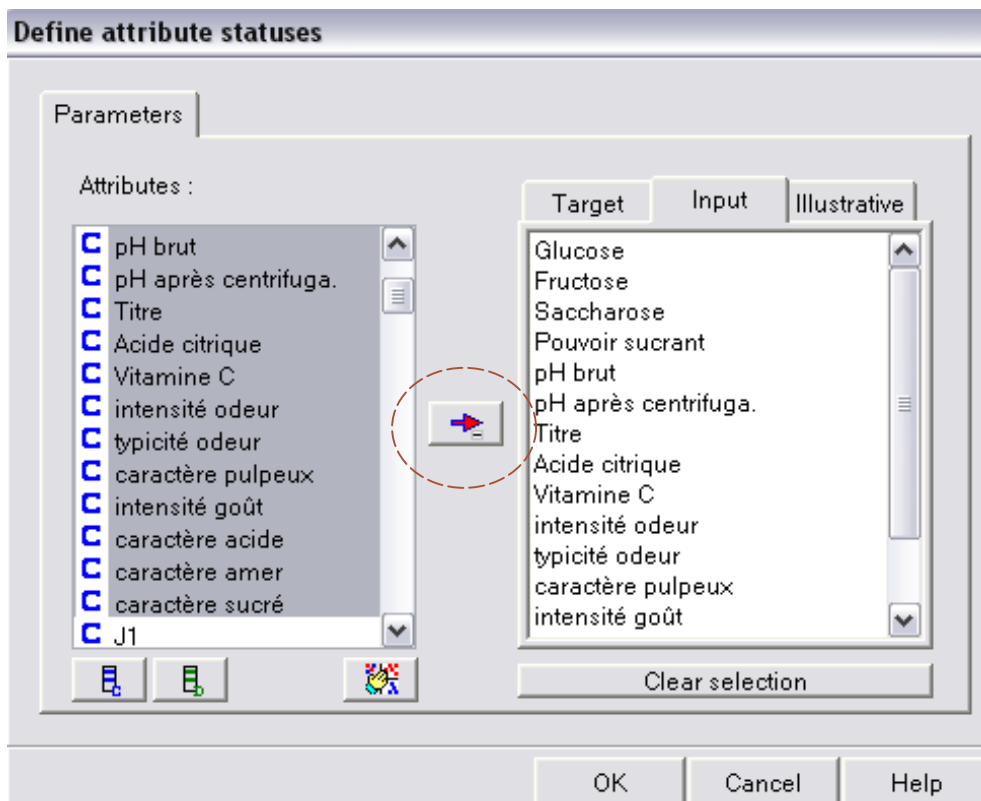 Define attribute statuses
Parameters
Attributes :
C pH brut
C pH après centrifuga.
C Titre
C Acide citrique
C Vitamine C
C intensité odeur
C typicité odeur
C caractère pulpeux
C intensité goût
C caractère acide
C caractère amer
C caractère sucré
C J1
C D
Target Input Illustrative
Glucose
Fructose
Saccharose
Pouvoir sucrant
pH brut
pH après centrifuga.
Titre
Acide citrique
Vitamine C
intensité odeur
typicité odeur
caractère pulpeux
intensité goût
Clear selection
OK Cancel Help